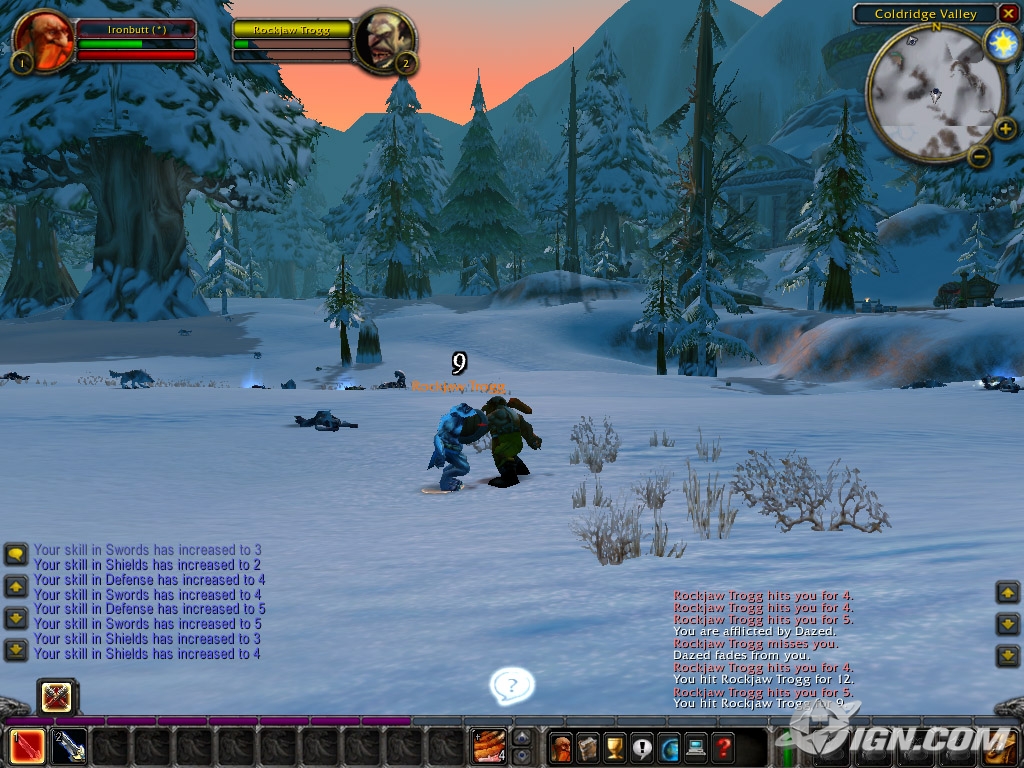 Ironbutt (*)
Rockjaw Trogg
Coldridge Valley
N
1
2
9
Rockjaw Trogg
Your skill in Swords has increased to 3
Your skill in Shields has increased to 2
Your skill in Defense has increased to 4
Your skill in Swords has increased to 4
Your skill in Defense has increased to 5
Your skill in Swords has increased to 5
Your skill in Shields has increased to 3
Your skill in Shields has increased to 4
Rockjaw Trogg hits you for 4.
Rockjaw Trogg hits you for 4.
Rockjaw Trogg hits you for 5.
You are afflicted by Dazed.
Rockjaw Trogg misses you.
Dazed fades from you.
Rockjaw Trogg hits you for 4.
You hit Rockjaw Trogg for 12.
Rockjaw Trogg hits you for 5.
You hit Rockjaw Trogg for 9.
?
1
2
4
?
IGN.COM